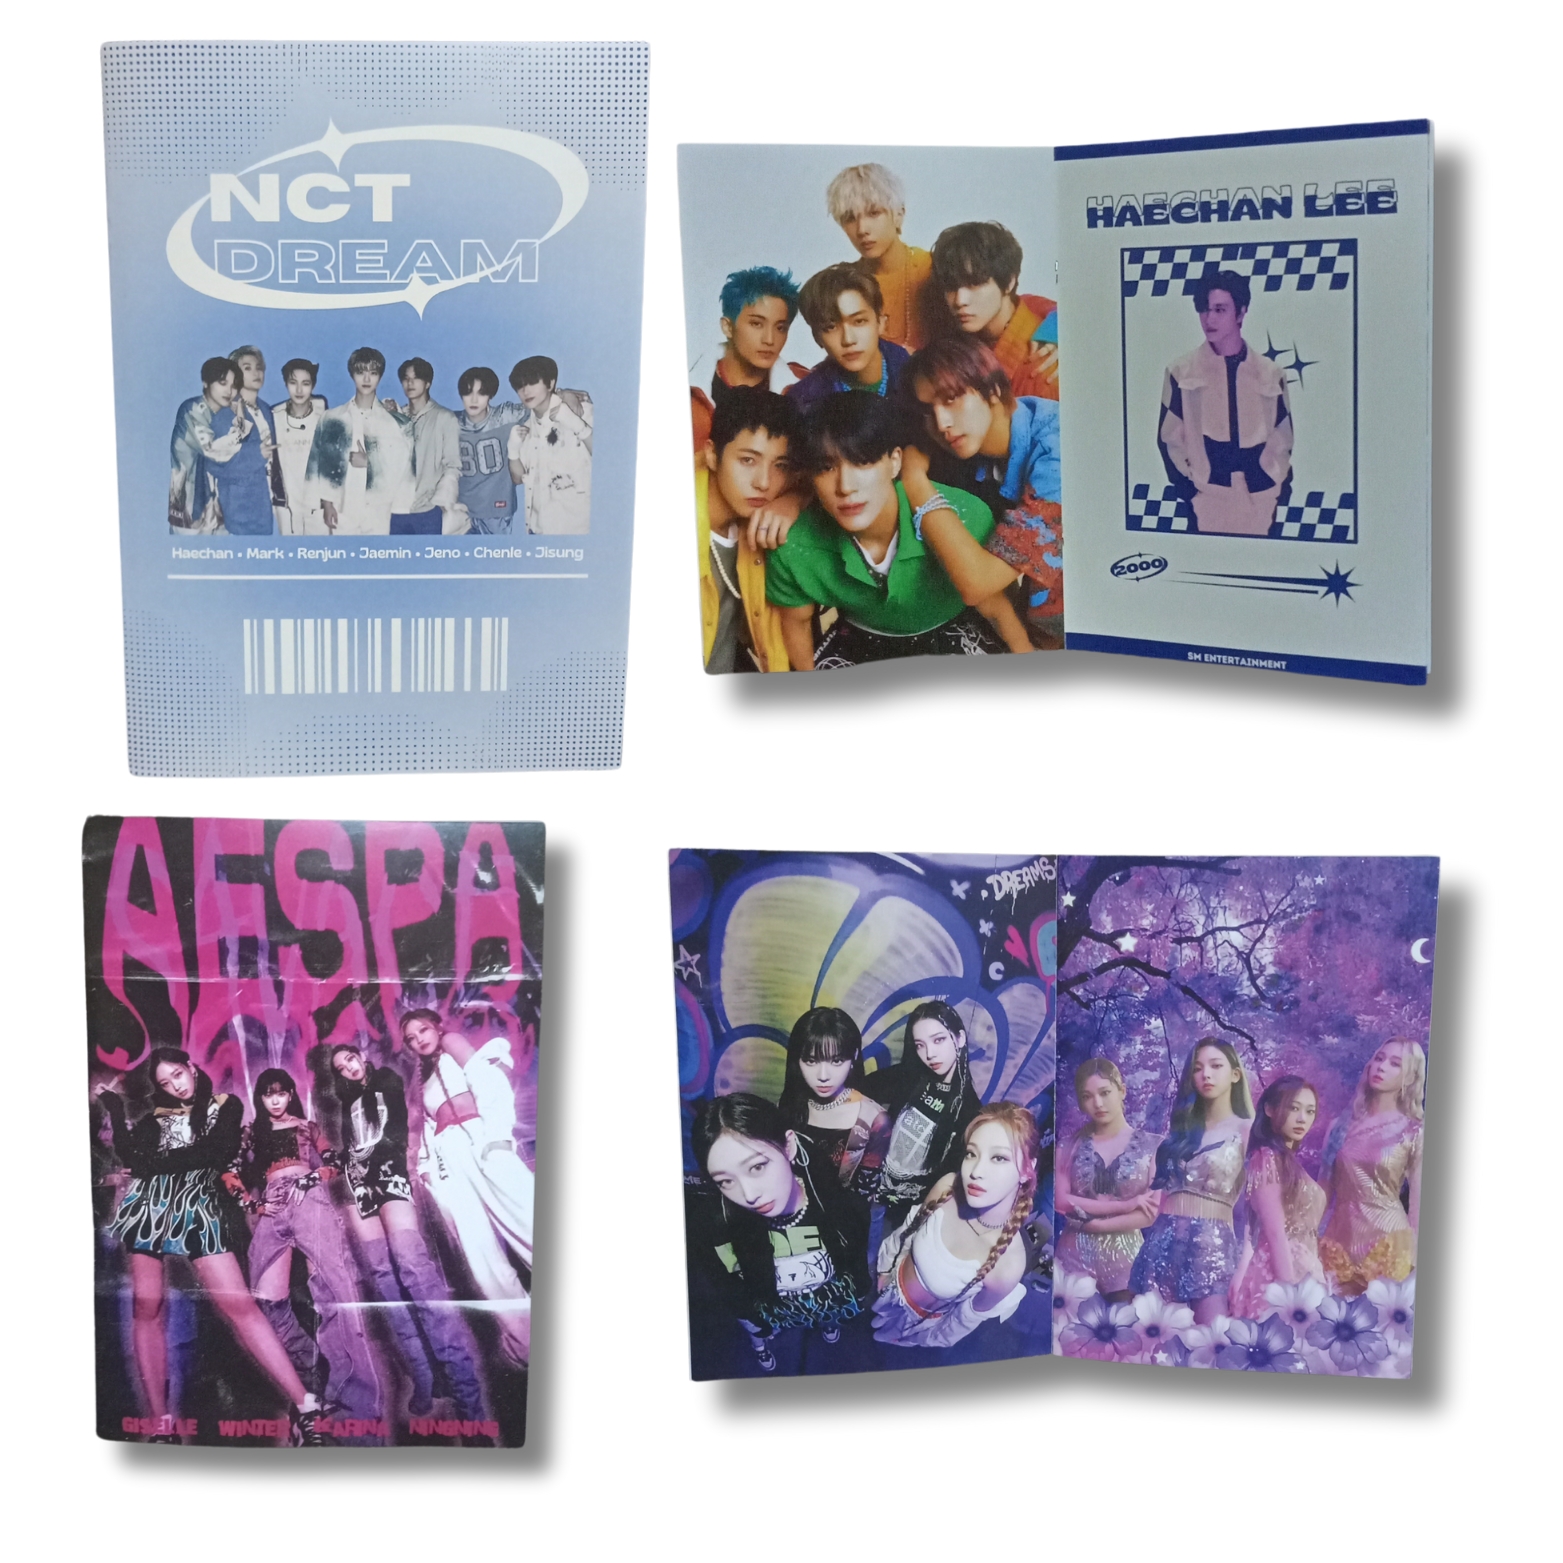 NCT
DREAM
Haechan • Mark • Renjun • Jaemin • Jeno • Chenle • Jisung
HAECHAN LEE
2000
SM ENTERTAINMENT
AESPA
GISELLE WINTER KARINA NINGNING
DREAMS